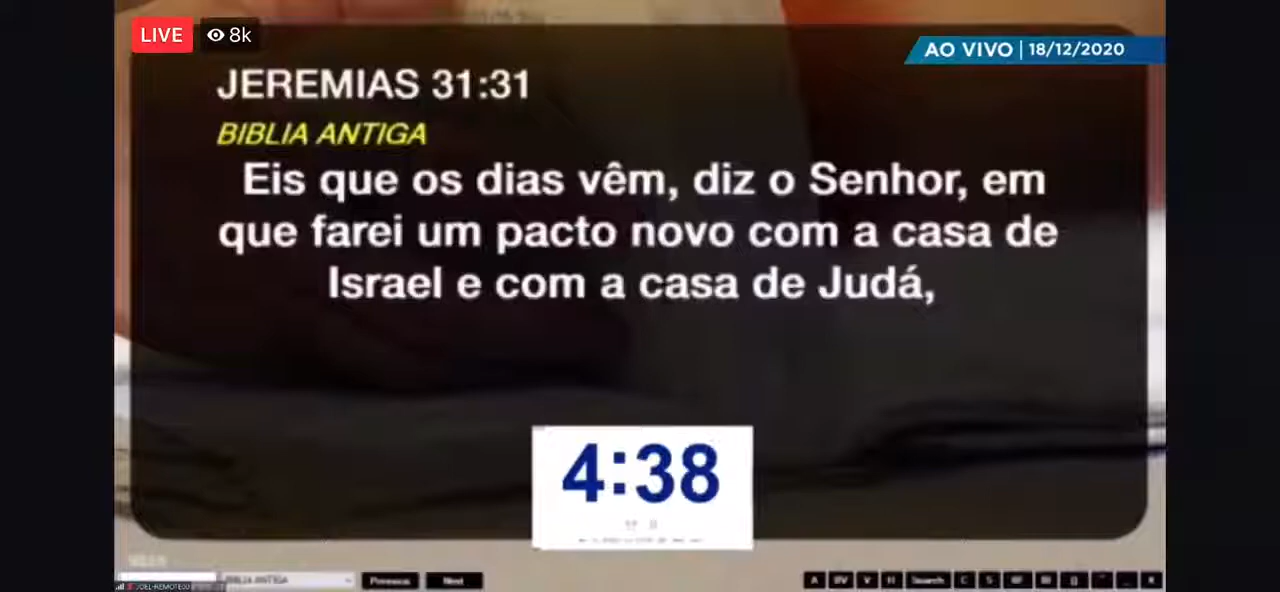 LIVE 8k
AO VIVO | 18/12/2020
JEREMIAS 31:31
BIBLIA ANTIGA
Eis que os dias vêm, diz o Senhor, em
que farei um pacto novo com a casa de
Israel e com a casa de Judá,
4:38
BIBLIA ANTIGA Previous Next A BV V H Search C S